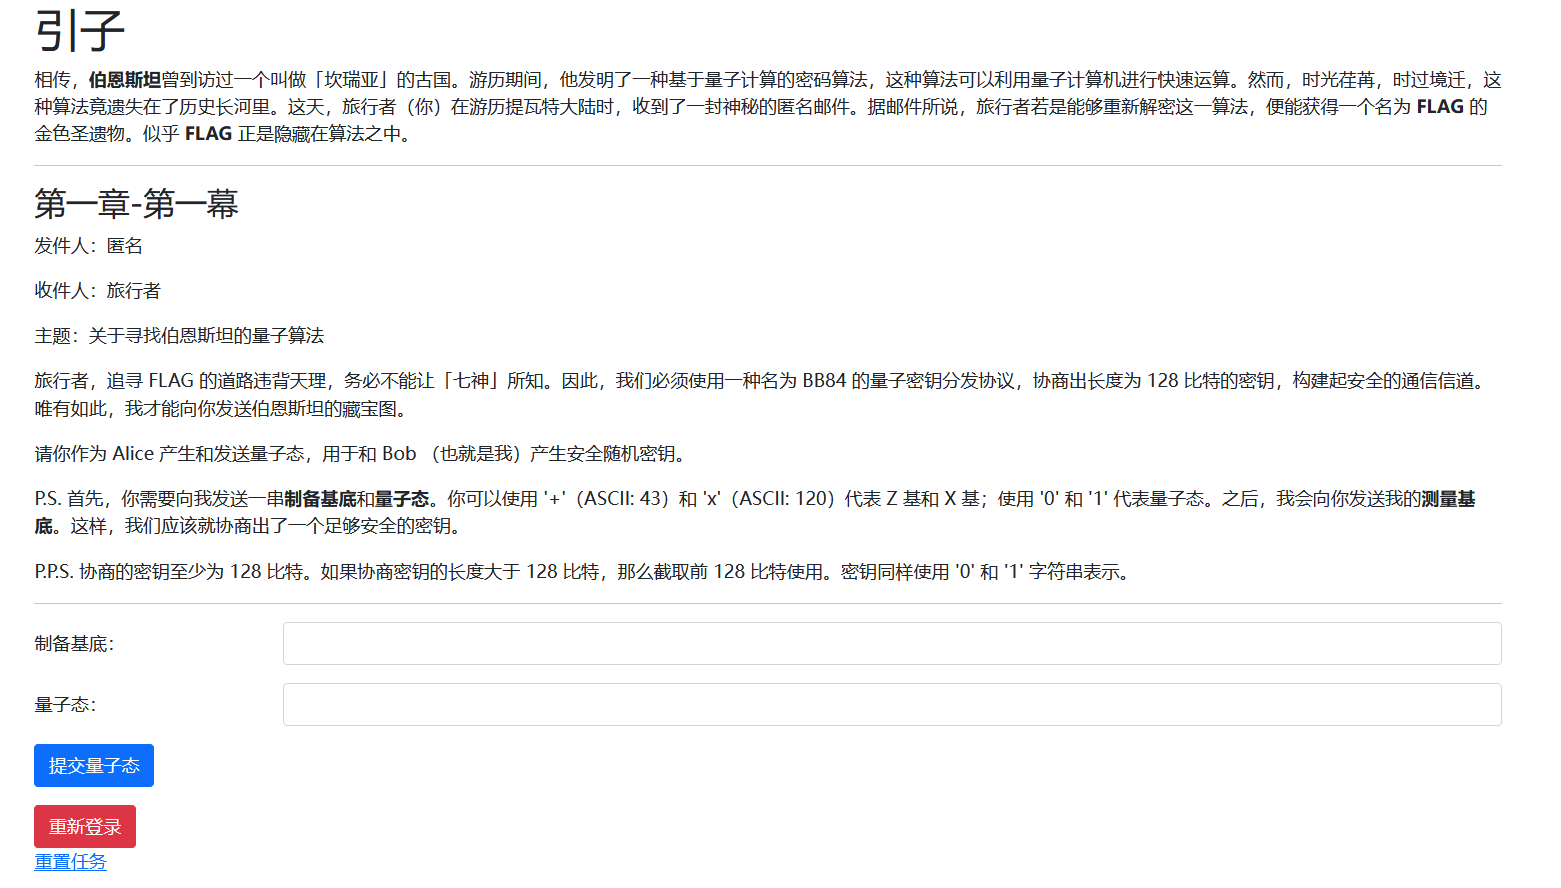 引子
相传，伯恩斯坦曾到访过一个叫做「坎瑞亚」的古国。游历期间，他发明了一种基于量子计算的密码算法，这种算法可以利用量子计算机进行快速运算。然而，时光荏苒，时过境迁，这
种算法竟遗失在了历史长河里。这天，旅行者（你）在游历提瓦特大陆时，收到了一封神秘的匿名邮件。据邮件所说，旅行者若是能够重新解密这一算法，便能获得一个名为 FLAG 的
金色圣遗物。似乎 FLAG 正是隐藏在算法之中。
第一章-第一幕
发件人：匿名
收件人：旅行者
主题：关于寻找伯恩斯坦的量子算法
旅行者，追寻 FLAG 的道路违背天理，务必不能让「七神」所知。因此，我们必须使用一种名为 BB84 的量子密钥分发协议，协商出长度为 128 比特的密钥，构建起安全的通信信道。
唯有如此，我才能向你发送伯恩斯坦的藏宝图。
请你作为 Alice 产生和发送量子态，用于和 Bob （也就是我）产生安全随机密钥。
P.S. 首先，你需要向我发送一串制备基底和量子态。你可以使用 '+'（ASCII: 43）和 'x'（ASCII: 120）代表 Z 基和 X 基；使用 '0' 和 '1' 代表量子态。之后，我会向你发送我的测量基
底。这样，我们应该就协商出了一个足够安全的密钥。
P.P.S. 协商的密钥至少为 128 比特。如果协商密钥的长度大于 128 比特，那么截取前 128 比特使用。密钥同样使用 '0' 和 '1' 字符串表示。
制备基底：
量子态：
提交量子态
重新登录
重置任务